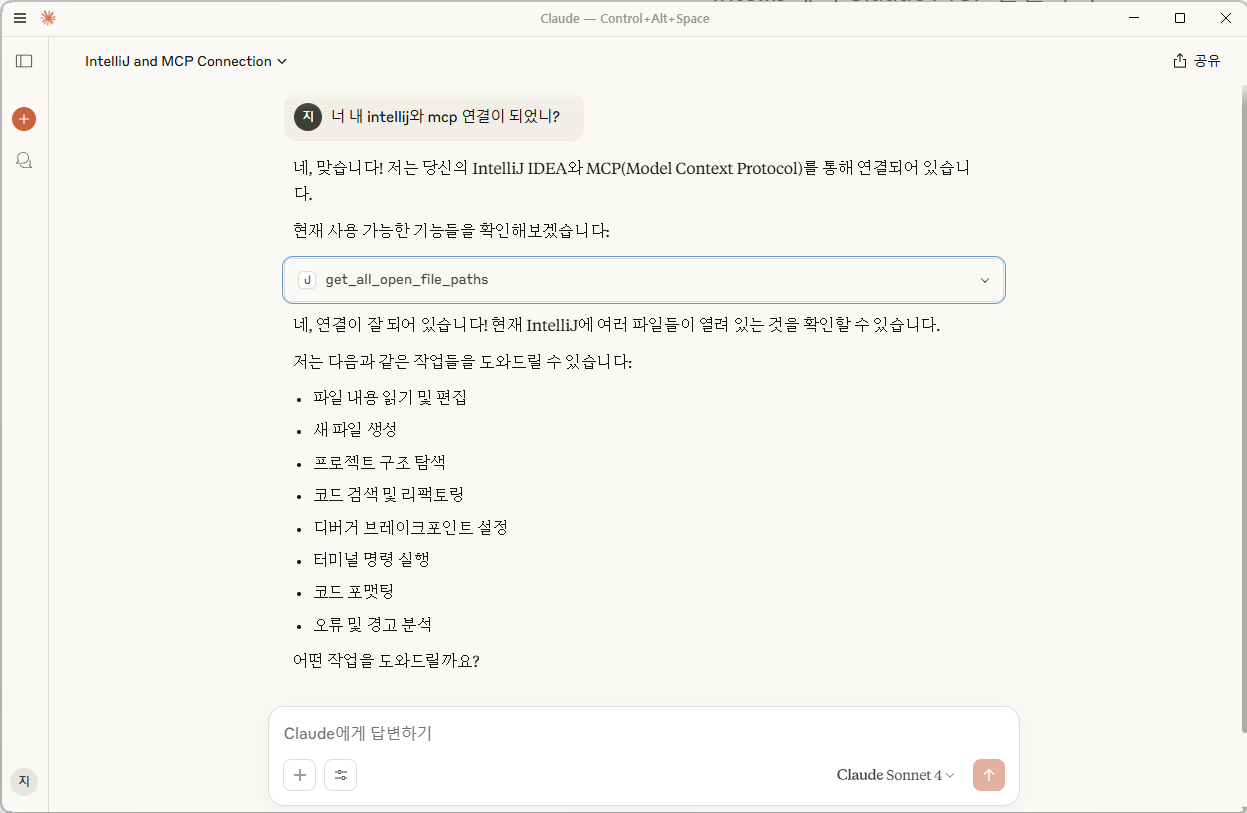 Claude — Control+Alt+Space
IntelliJ and MCP Connection
공유
지 너 내 intellij와 mcp 연결이 되었니?
네, 맞습니다! 저는 당신의 IntelliJ IDEA와 MCP(Model Context Protocol)를 통해 연결되어 있습니
다.
현재 사용 가능한 기능들을 확인해보겠습니다:
J get_all_open_file_paths
네, 연결이 잘 되어 있습니다! 현재 IntelliJ에 여러 파일들이 열려 있는 것을 확인할 수 있습니다.
저는 다음과 같은 작업들을 도와드릴 수 있습니다:
• 파일 내용 읽기 및 편집
• 새 파일 생성
• 프로젝트 구조 탐색
• 코드 검색 및 리팩토링
• 디버거 브레이크포인트 설정
• 터미널 명령 실행
• 코드 포맷팅
• 오류 및 경고 분석
어떤 작업을 도와드릴까요?
Claude에게 답변하기
Claude Sonnet 4
지